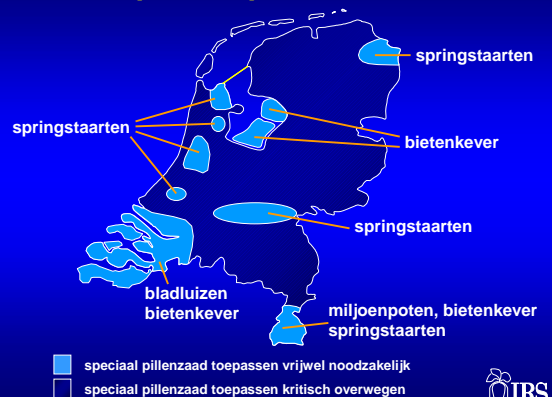 springstaarten
springstaarten
bietenkever
springstaarten
bladluizen
bietenkever
miljoenpoten, bietenkever
springstaarten
speciaal pillenzaad toepassen vrijwel noodzakelijk
speciaal pillenzaad toepassen kritisch overwegen
IRS